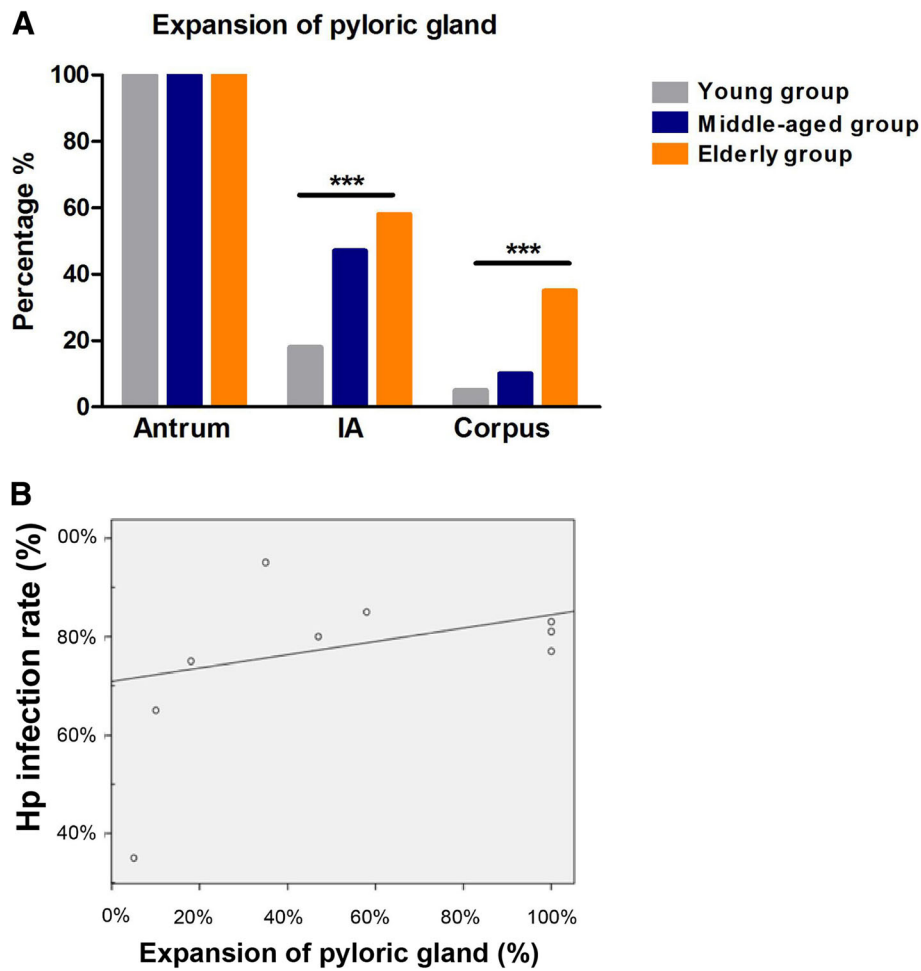 A
Expansion of pyloric gland
Percentage %
100
80
60
40
20
0
***
***
Antrum IA Corpus
Young group
Middle-aged group
Elderly group
B
Hp infection rate (%)
00%
80%
60%
40%
0% 20% 40% 60% 80% 100%
Expansion of pyloric gland (%)